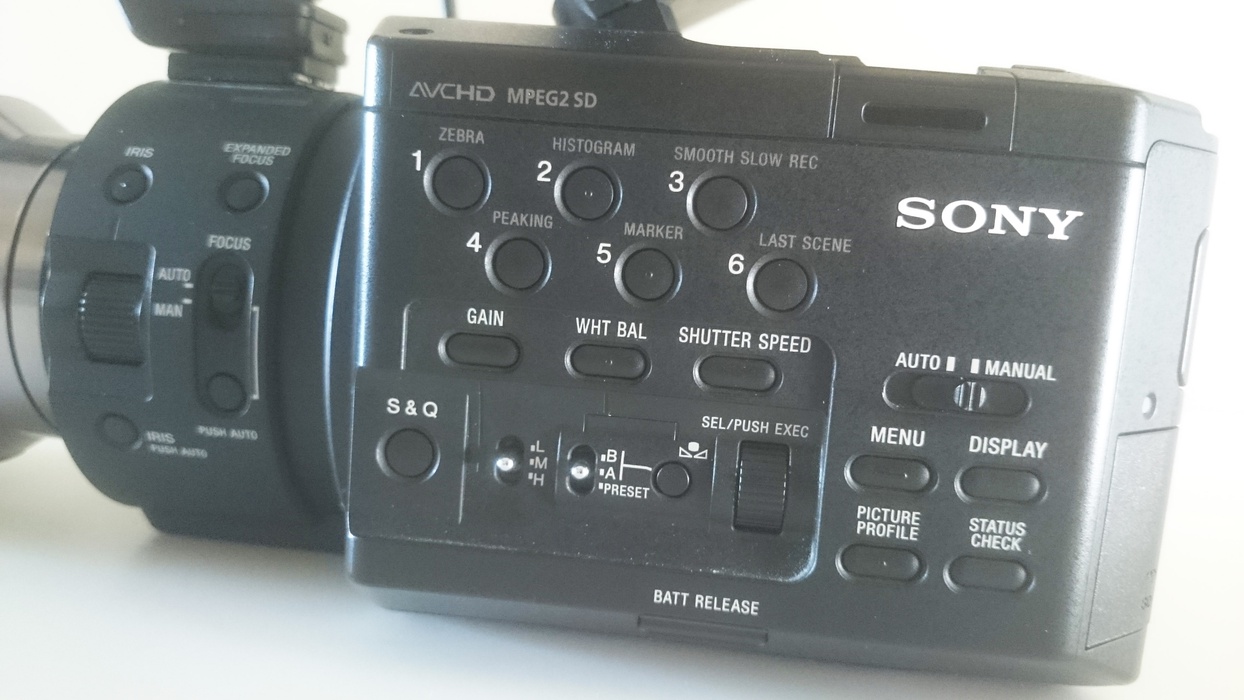 AVCHD MPEG2 SD
ZEBRA
1
HISTOGRAM
2
SMOOTH SLOW REC
3
PEAKING
4
MARKER
5
LAST SCENE
6
SONY
IRIS
EXPANDED
FOCUS
FOCUS
AUTO
MAN
PUSH AUTO
IRIS
PUSH AUTO
GAIN
WHT BAL
SHUTTER SPEED
AUTO
MANUAL
S & Q
L
M
H
B
A
PRESET
SEL/PUSH EXEC
MENU
DISPLAY
PICTURE
PROFILE
STATUS
CHECK
BATT RELEASE